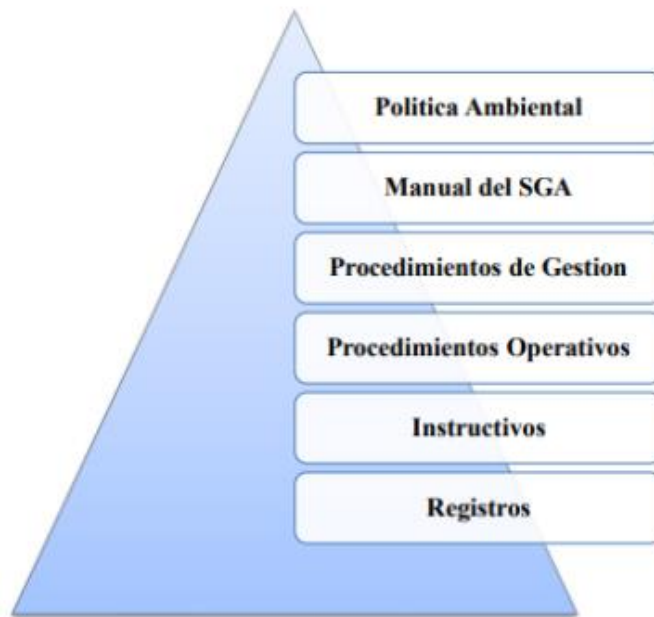 Politica Ambiental
Manual del SGA
Procedimientos de Gestion
Procedimientos Operativos
Instructivos
Registros